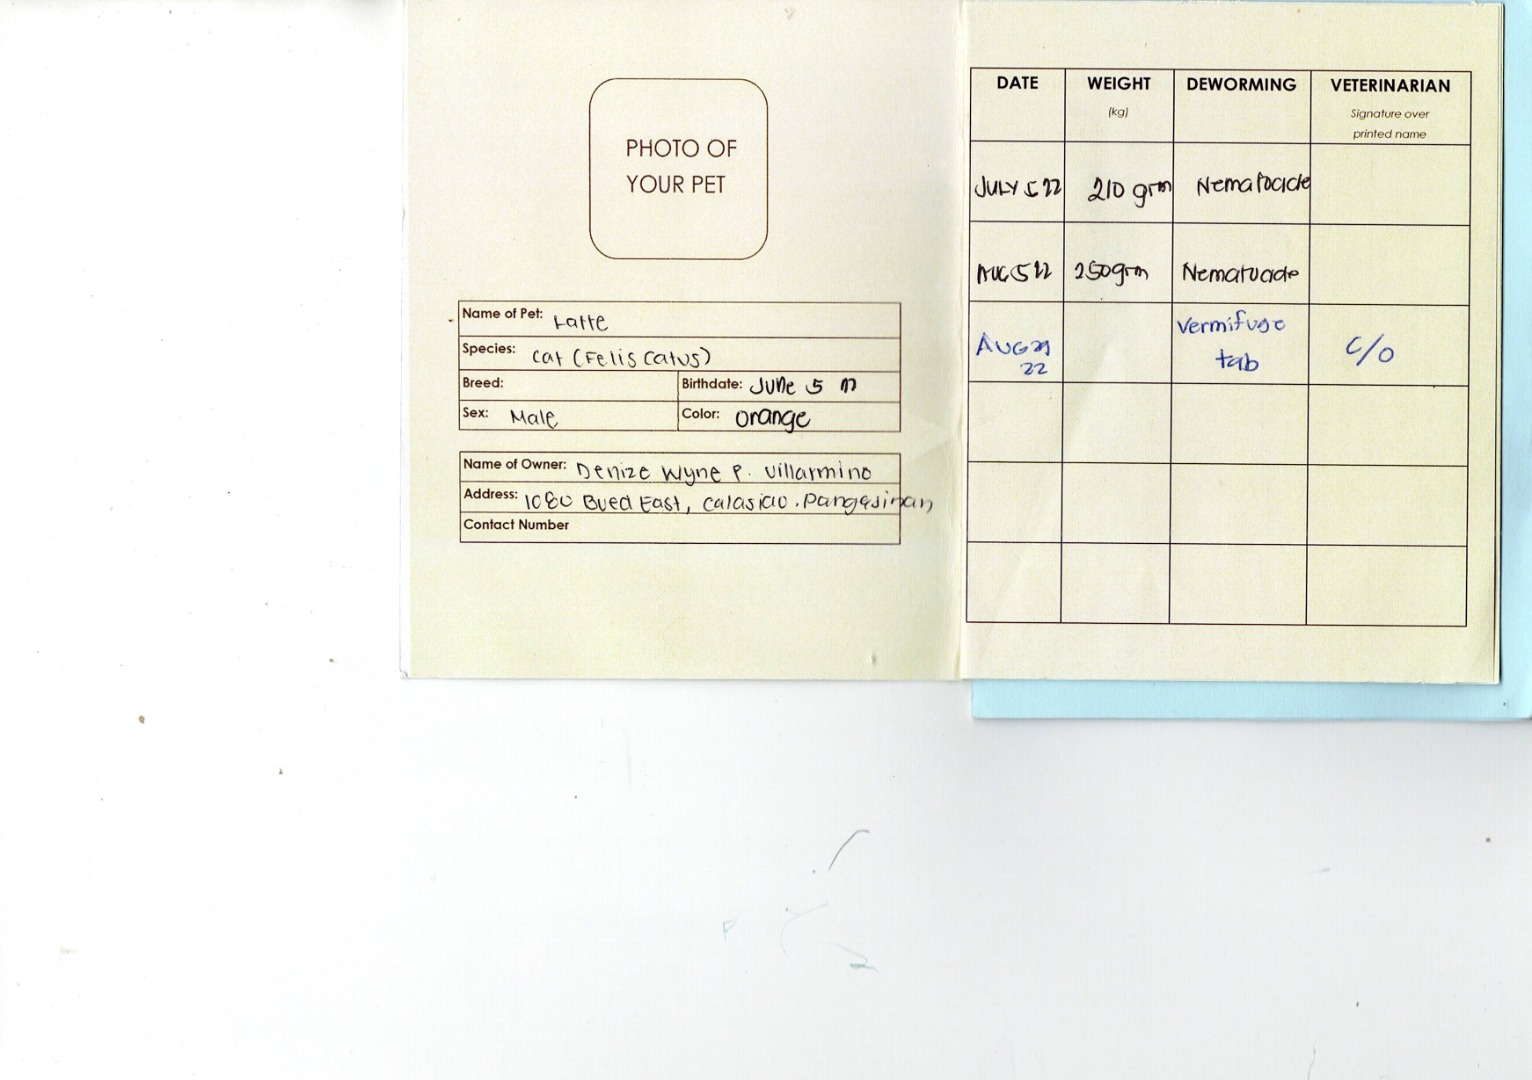 PHOTO OF
YOUR PET
Name of Pet: Latte
Species: cat (Felis catus)
Breed:
Birthdate: June 5
Sex: Male
Color: Orange
Name of Owner: Denize Wyne P. Villarmino
Address: 1080 Bued East, Calasiao. Pangasinan
Contact Number
DATE WEIGHT DEWORMING VETERINARIAN
(kg) Signature over
printed name
JULY 5 22 210 grm Nematocide
AUG 5 22 250grm Nematocide
AUG 22 Vermifuge tab c/o